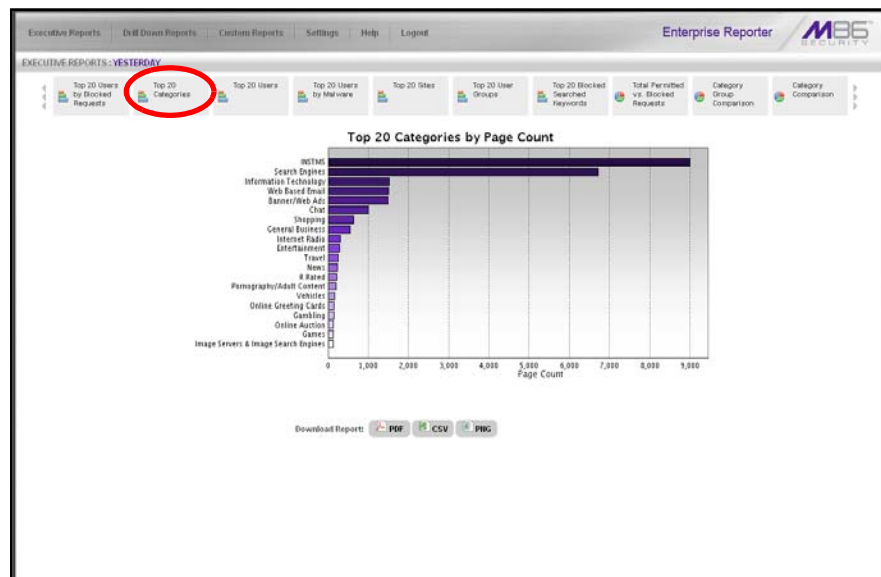 Executive Reports Drill Down Reports Custom Reports Settings Help Logout
Enterprise Reporter
M86
SECURITY
EXECUTIVE REPORTS : YESTERDAY
Top 20 Users by Blocked Requests
Top 20 Categories
Top 20 Users
Top 20 Users by Malware
Top 20 Sites
Top 20 User Groups
Top 20 Blocked Searched Keywords
Total Permitted vs. Blocked Requests
Category Group Comparison
Category Comparison
Top 20 Categories by Page Count
INSTMS
Search Engines
Information Technology
Web Based Email
Banner/Web Ads
Chat
Shopping
General Business
Internet Radio
Entertainment
Travel
News
R Rated
Pornography/Adult Content
Vehicles
Online Greeting Cards
Gambling
Online Auction
Games
Image Servers & Image Search Engines
0 1,000 2,000 3,000 4,000 5,000 6,000 7,000 8,000 9,000
Page Count
Download Report: PDF CSV PNG